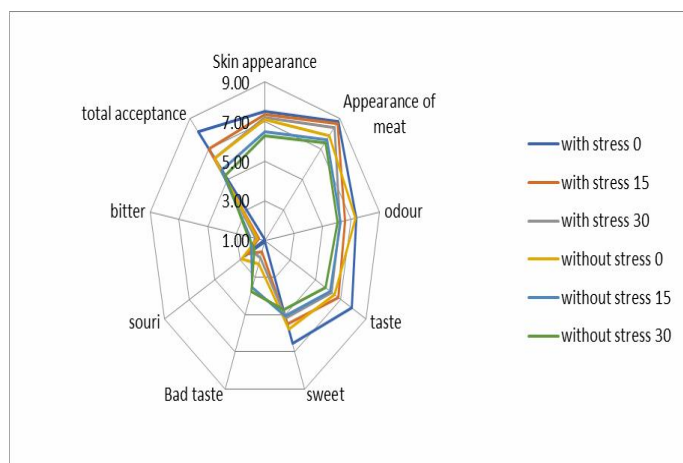 Skin appearance
9.00
7.00
5.00
3.00
1.00
Appearance of
meat
odour
taste
sweet
Bad taste
souri
bitter
total acceptance
with stress 0
with stress 15
with stress 30
without stress 0
without stress 15
without stress 30